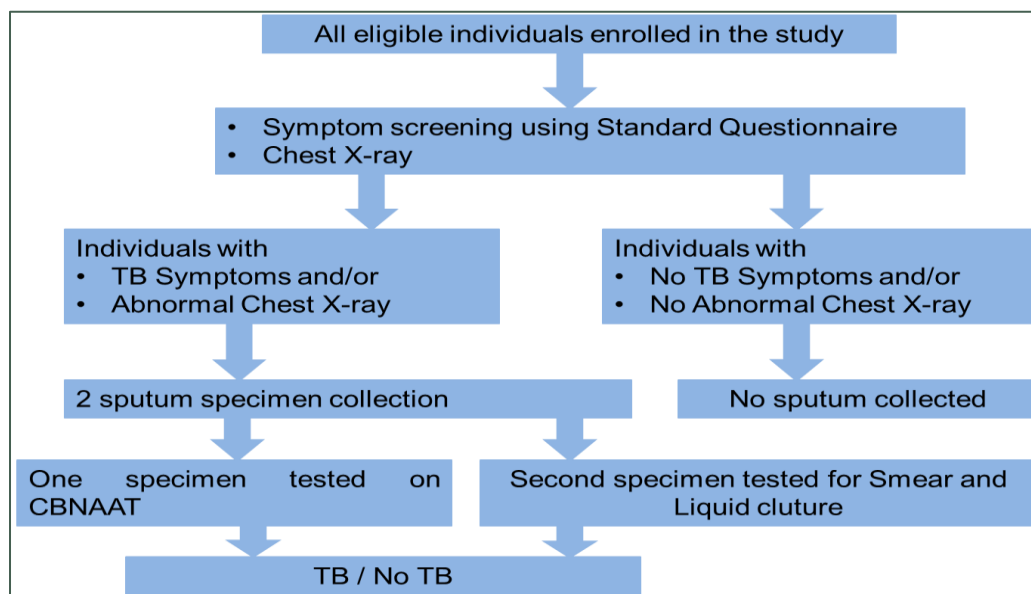 All eligible individuals enrolled in the study
• Symptom screening using Standard Questionnaire
• Chest X-ray
Individuals with
• TB Symptoms and/or
• Abnormal Chest X-ray
Individuals with
• No TB Symptoms and/or
• No Abnormal Chest X-ray
2 sputum specimen collection
No sputum collected
One specimen tested on
CBNAAT
Second specimen tested for Smear and
Liquid cluture
TB / No TB